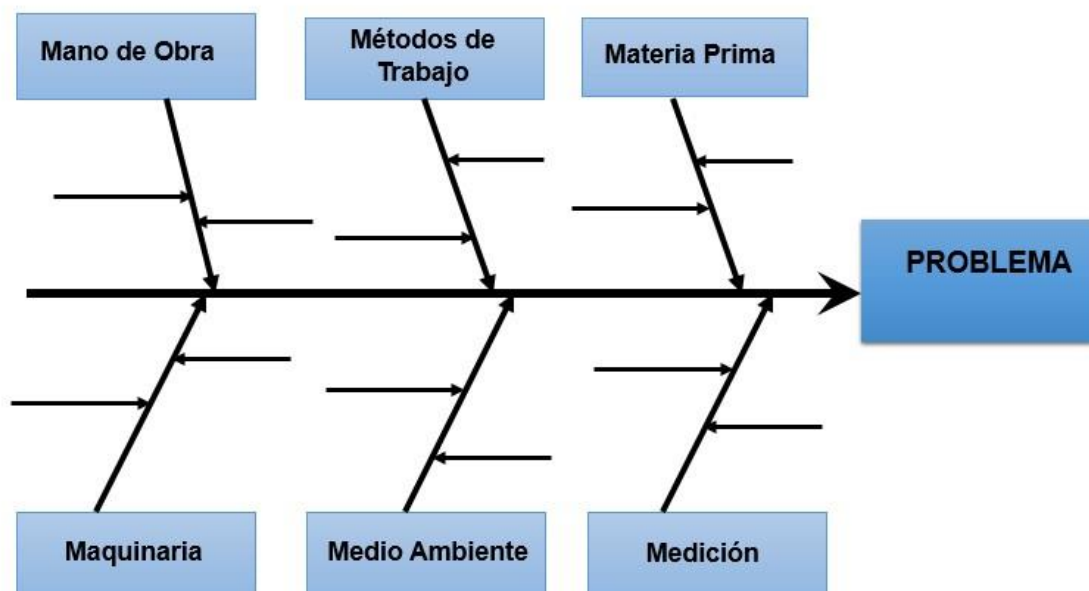 Mano de Obra
Métodos de
Trabajo
Materia Prima
PROBLEMA
Maquinaria
Medio Ambiente
Medición